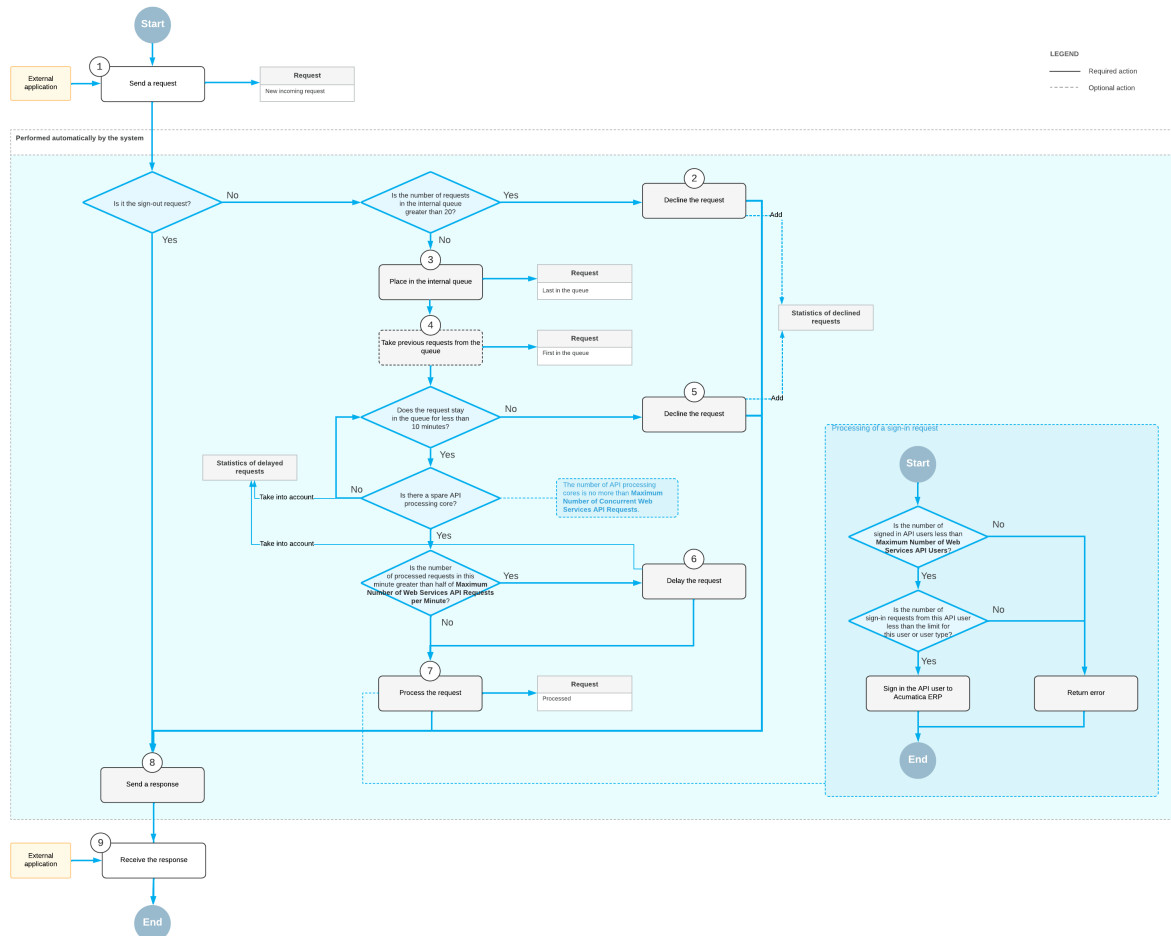 Start
1
External
application
Send a request
Request
New incoming request
LEGEND
Required action
Optional action
Performed automatically by the system
Is it the sign-out request?
No
Yes
Is the number of requests
in the internal queue
greater than 20?
Yes
No
2
Decline the request
Add
3
Place in the internal queue
Request
Last in the queue
Statistics of declined
requests
4
Take previous requests from the
queue
Request
First in the queue
Does the request stay
in the queue for less than
10 minutes?
No
Yes
5
Decline the request
Add
Statistics of delayed
requests
Take into account
No
Is there a spare API
processing core?
Yes
The number of API processing
cores is no more than Maximum
Number of Concurrent Web
Services API Requests.
Take into account
Is the number
of processed requests in this
minute greater than half of Maximum
Number of Web Services API Requests
per Minute?
Yes
No
6
Delay the request
7
Process the request
Request
Processed
Processing of a sign-in request
Start
Is the number of
signed in API users less than
Maximum Number of Web
Services API Users?
No
Yes
Is the number of
sign-in requests from this API user
less than the limit for
this user or user type?
No
Yes
Sign in the API user to
Acumatica ERP
Return error
End
8
Send a response
9
External
application
Receive the response
End